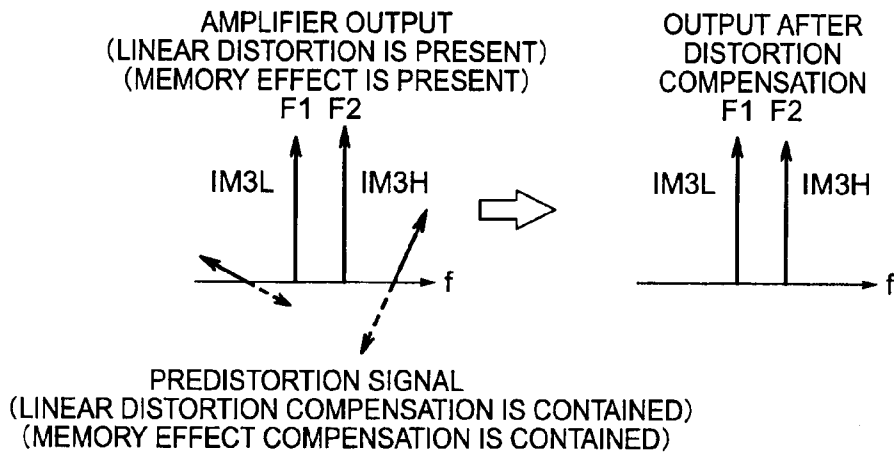 AMPLIFIER OUTPUT
(LINEAR DISTORTION IS PRESENT)
(MEMORY EFFECT IS PRESENT)
F1 F2
IM3L
IM3H
f
OUTPUT AFTER
DISTORTION
COMPENSATION
F1 F2
IM3L
IM3H
f
PREDISTORTION SIGNAL
(LINEAR DISTORTION COMPENSATION IS CONTAINED)
(MEMORY EFFECT COMPENSATION IS CONTAINED)